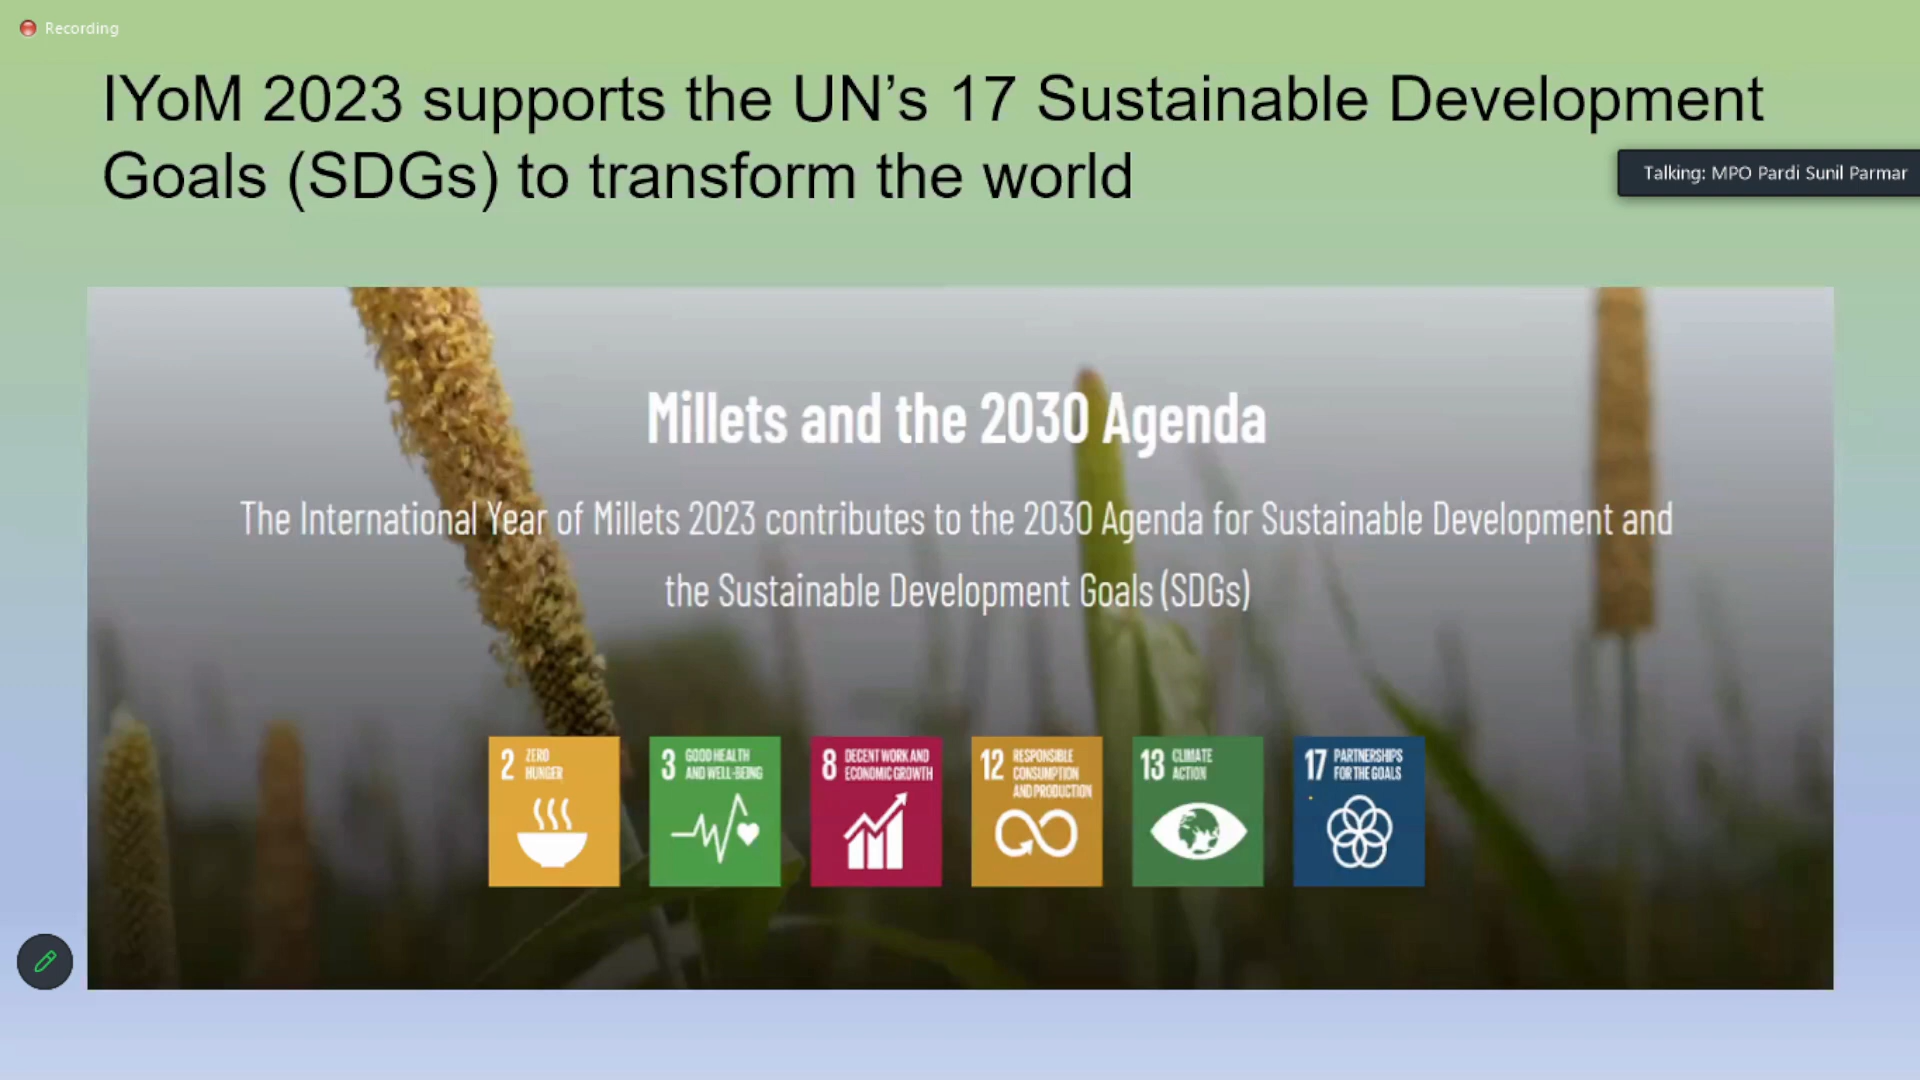 Recording
IYoM 2023 supports the UN’s 17 Sustainable Development
Goals (SDGs) to transform the world
Talking: MPO Pardi Sunil Parmar
Millets and the 2030 Agenda
The International Year of Millets 2023 contributes to the 2030 Agenda for Sustainable Development and
the Sustainable Development Goals (SDGs)
2 ZERO
HUNGER
3 GOOD HEALTH
AND WELL-BEING
8 DECENT WORK AND
ECONOMIC GROWTH
12 RESPONSIBLE
CONSUMPTION
AND PRODUCTION
13 CLIMATE
ACTION
17 PARTNERSHIPS
FOR THE GOALS